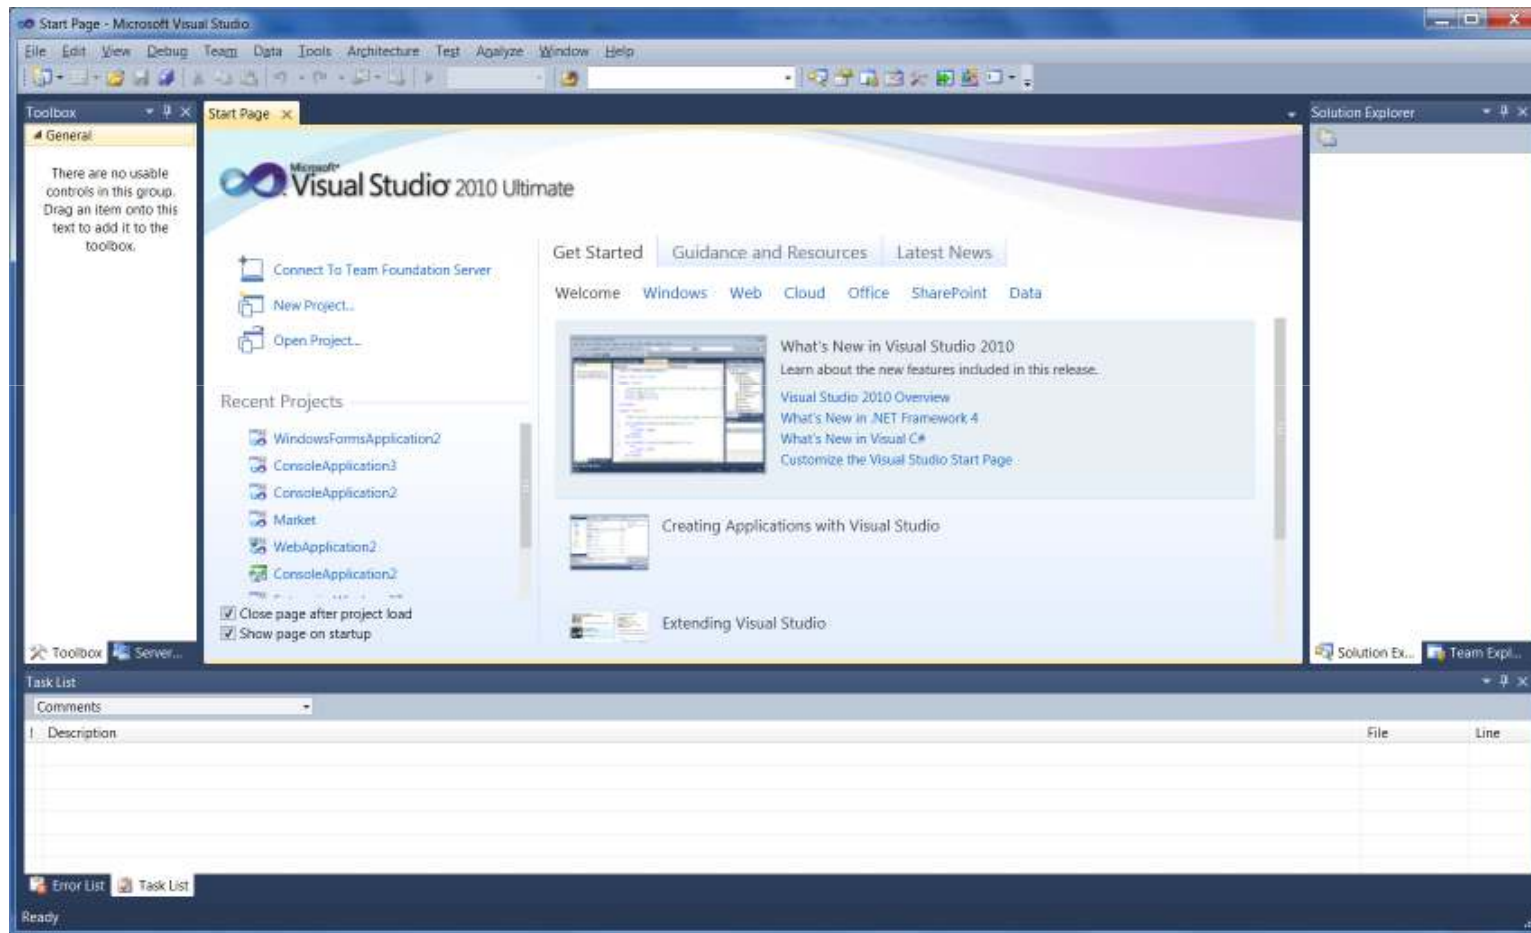 Start Page - Microsoft Visual Studio
File Edit View Debug Team Data Tools Architecture Test Analyze Window Help
Toolbox
Start Page
Solution Explorer
General
There are no usable
controls in this group.
Drag an item onto this
text to add it to the
toolbox.
Microsoft®
Visual Studio 2010 Ultimate
Connect To Team Foundation Server
New Project...
Open Project...
Recent Projects
WindowsFormsApplication2
ConsoleApplication3
ConsoleApplication2
Market
WebApplication2
ConsoleApplication2
Close page after project load
Show page on startup
Get Started Guidance and Resources Latest News
Welcome Windows Web Cloud Office SharePoint Data
What's New in Visual Studio 2010
Learn about the new features included in this release.
Visual Studio 2010 Overview
What's New in .NET Framework 4
What's New in Visual C#
Customize the Visual Studio Start Page
Creating Applications with Visual Studio
Extending Visual Studio
Toolbox Server...
Solution Ex... Team Expl...
Task List
Comments
! Description File Line
Error List Task List
Ready